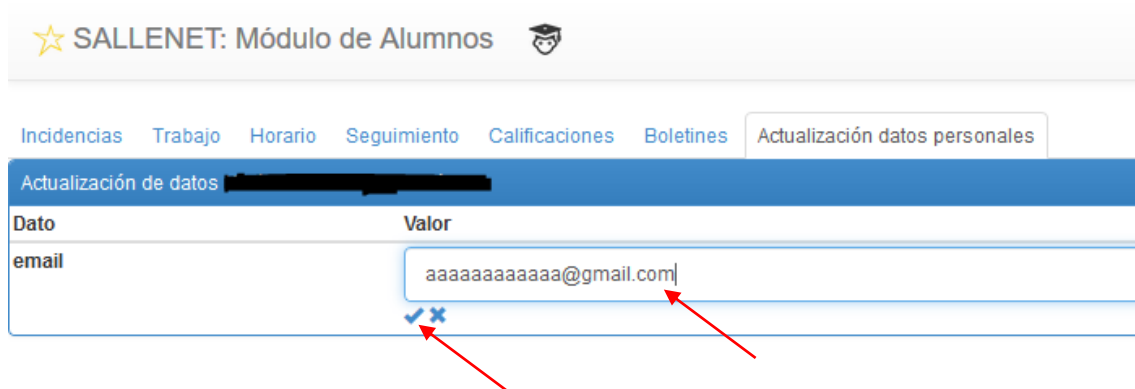 SALLENET: Módulo de Alumnos
Incidencias Trabajo Horario Seguimiento Calificaciones Boletines Actualización datos personales
Actualización de datos
Dato Valor
email aaaaaaaaaaaa@gmail.com